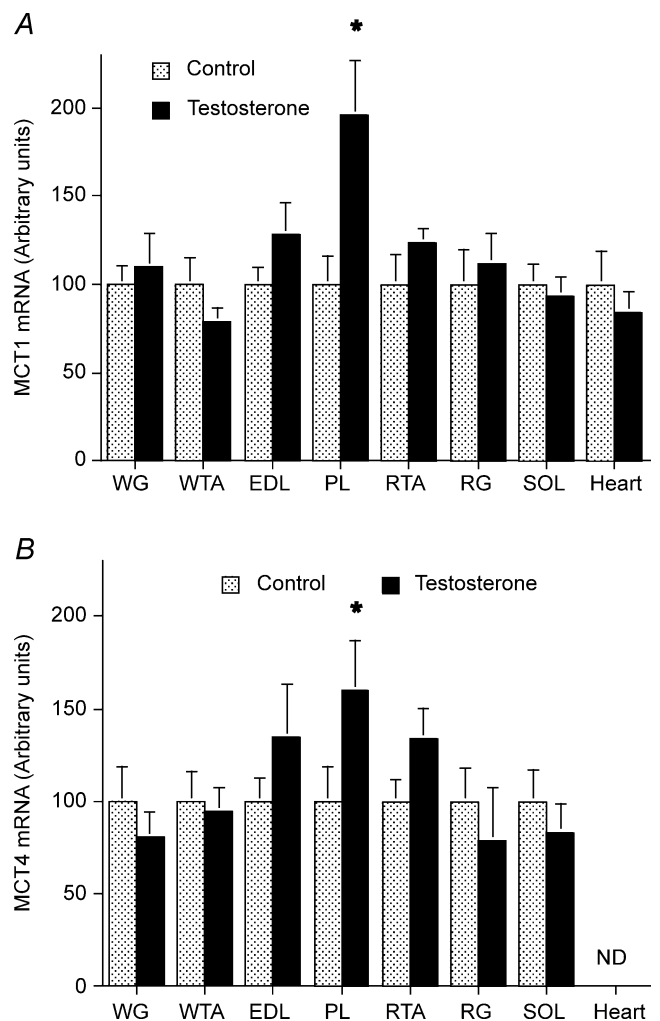 A
*
Control
Testosterone
MCT1 mRNA (Arbitrary units)
200
150
100
50
0
WG WTA EDL PL RTA RG SOL Heart
B
Control Testosterone
*
MCT4 mRNA (Arbitrary units)
200
150
100
50
0
ND
WG WTA EDL PL RTA RG SOL Heart